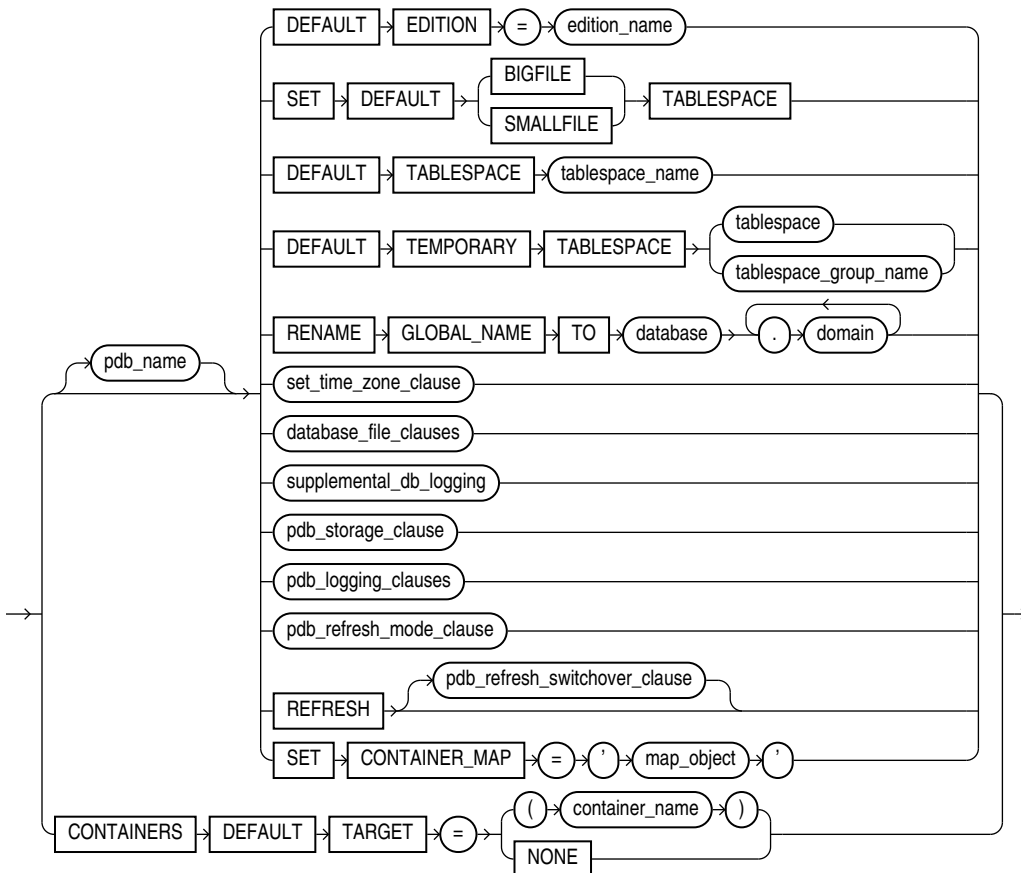 DEFAULT EDITION = edition_name
BIGFILE
SET DEFAULT TABLESPACE
SMALLFILE
DEFAULT TABLESPACE tablespace_name
tablespace
DEFAULT TEMPORARY TABLESPACE
tablespace_group_name
RENAME GLOBAL_NAME TO database . domain
pdb_name
set_time_zone_clause
database_file_clauses
supplemental_db_logging
pdb_storage_clause
pdb_logging_clauses
pdb_refresh_mode_clause
pdb_refresh_switchover_clause
REFRESH
SET CONTAINER_MAP = ' map_object '
( container_name )
CONTAINERS DEFAULT TARGET =
NONE